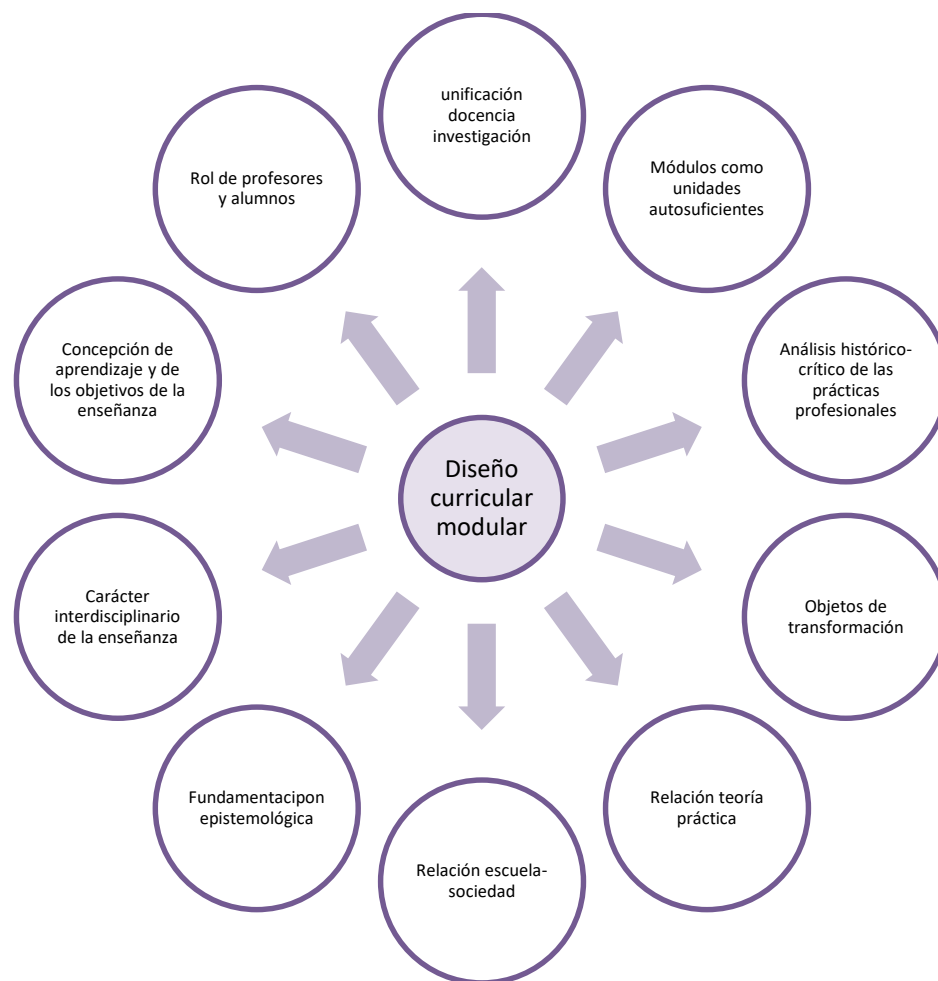 unificación
docencia
investigación
Módulos como
unidades
autosuficientes
Análisis histórico-
crítico de las
prácticas
profesionales
Objetos de
transformación
Relación teoría
práctica
Relación escuela-
sociedad
Fundamentacipon
epistemológica
Carácter
interdisciplinario
de la enseñanza
Concepción de
aprendizaje y de
los objetivos de la
enseñanza
Rol de profesores
y alumnos
Diseño
curricular
modular